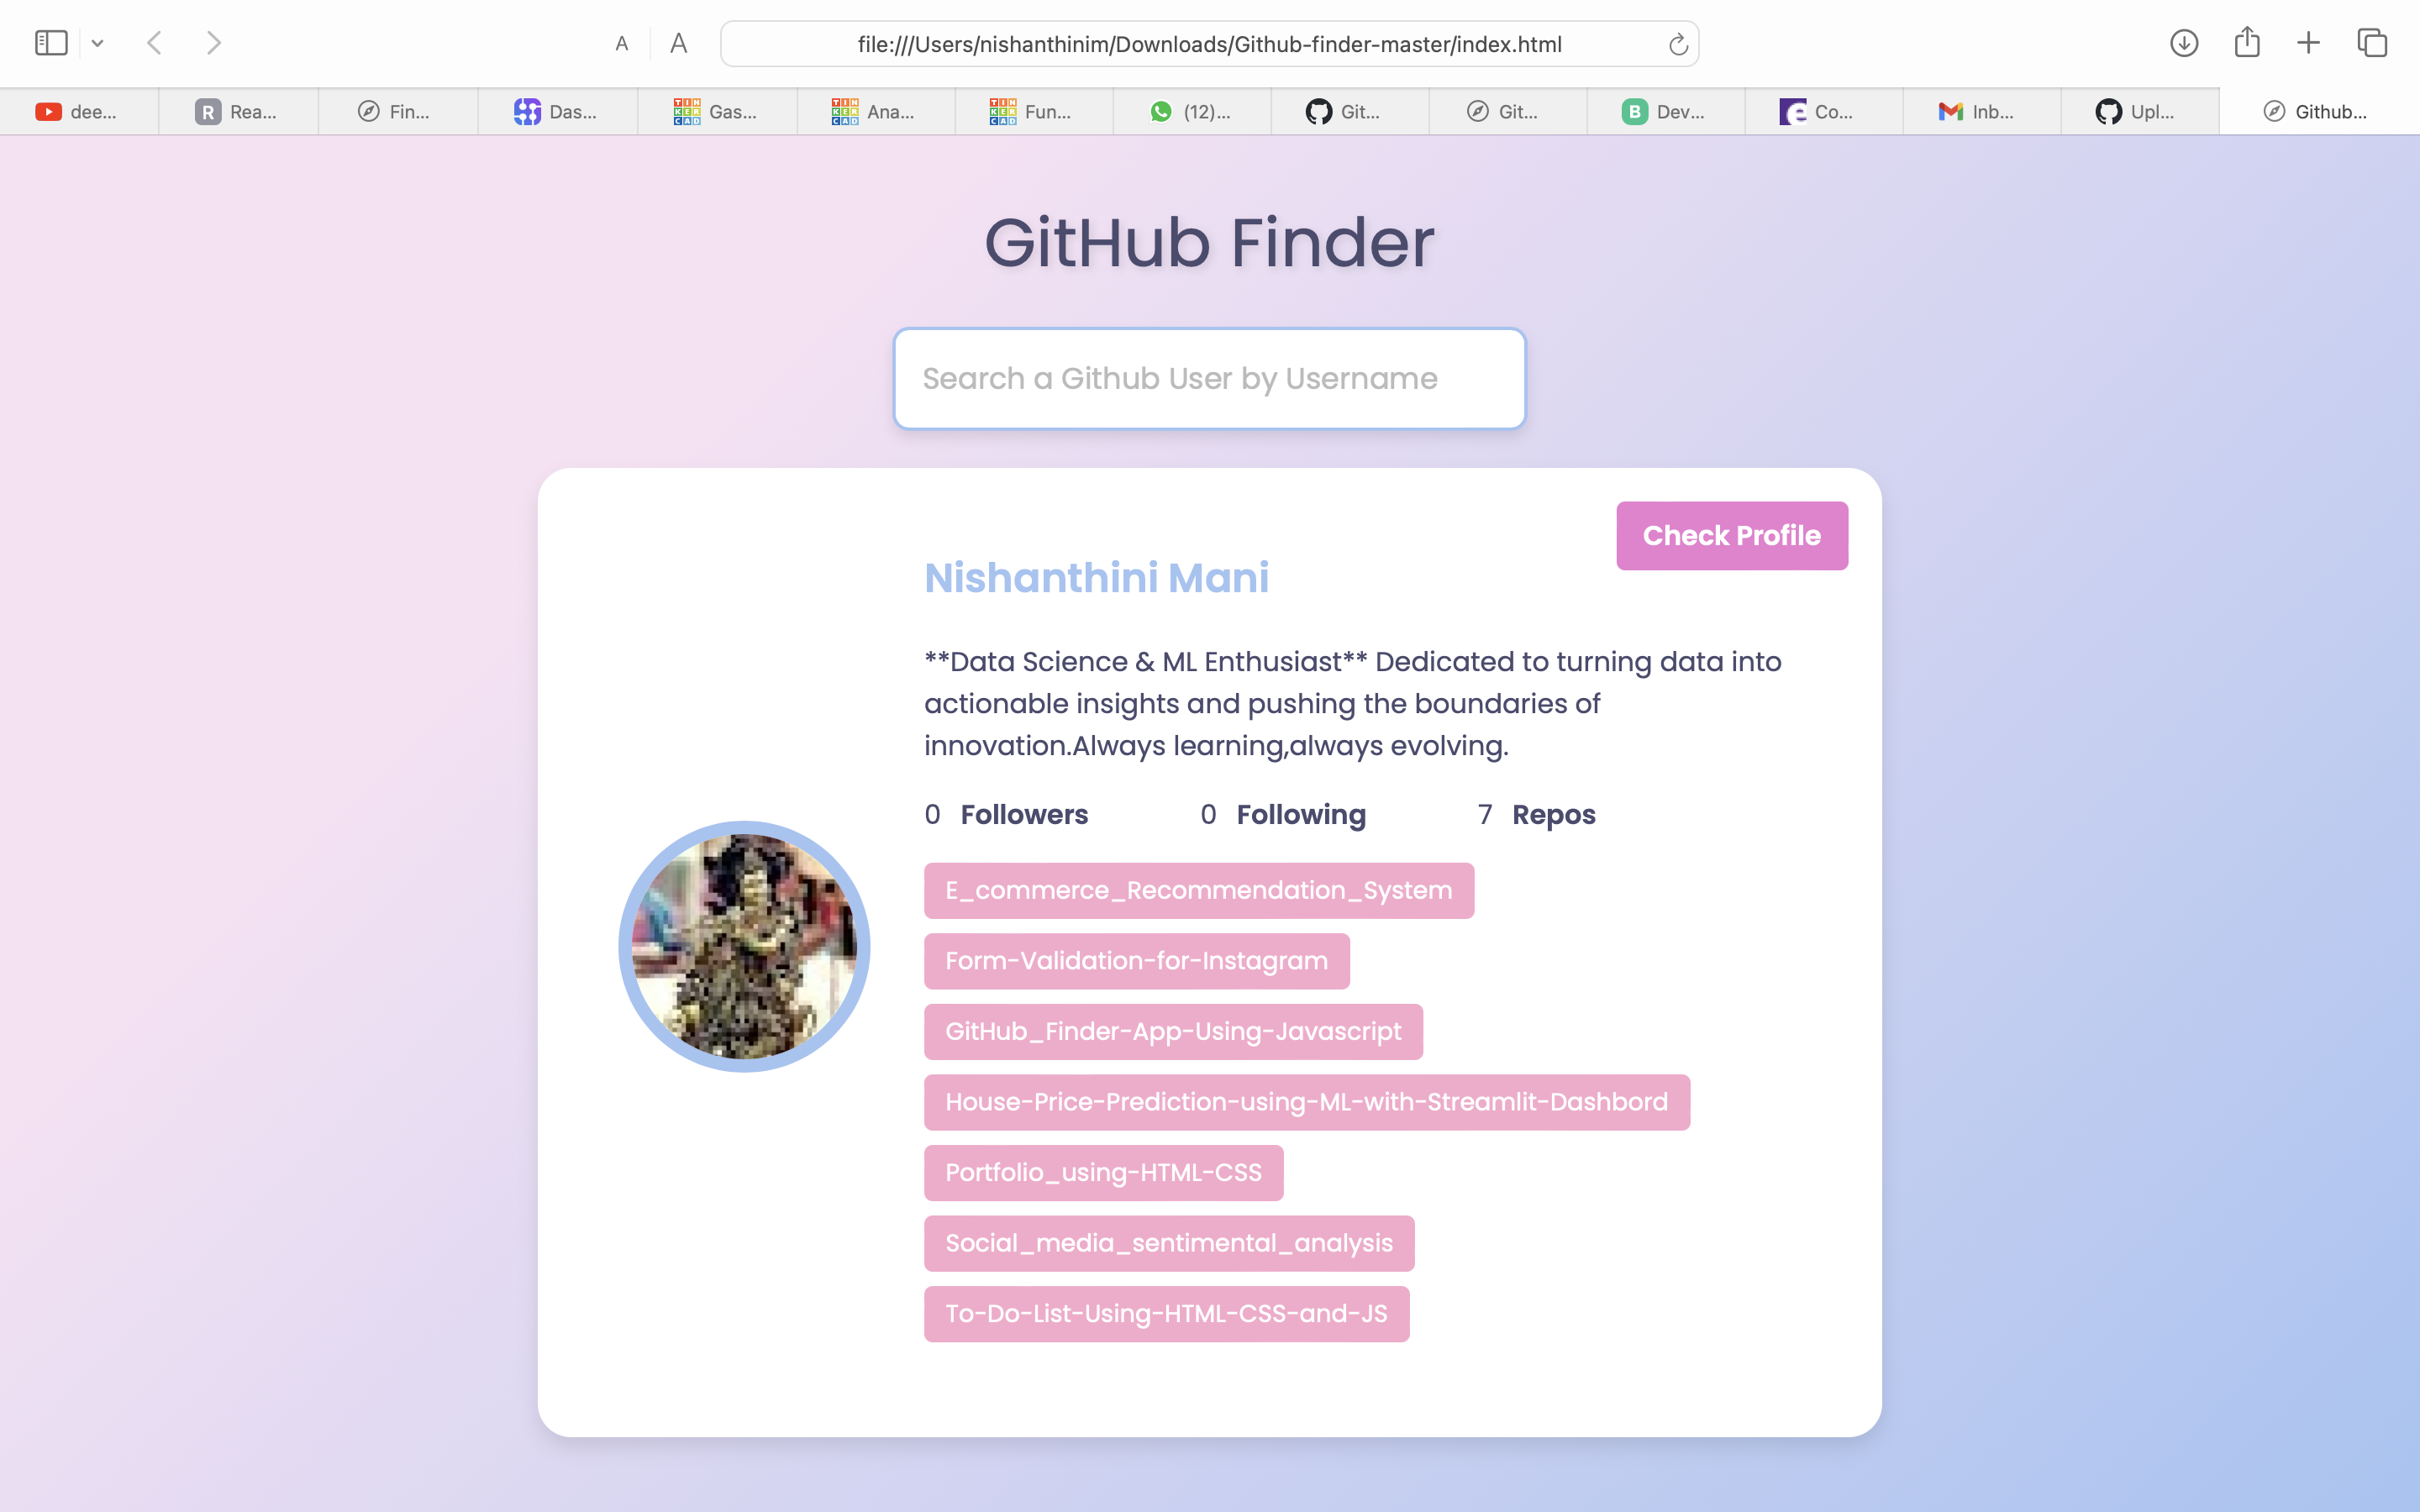 A A file:///Users/nishanthinim/Downloads/Github-finder-master/index.html
dee... R Rea... Fin... Das... TINKERCAD Gas... TINKERCAD Ana... TINKERCAD Fun... (12)... Git... Git... B Dev... e Co... Inb... Upl... Github...
GitHub Finder
Search a Github User by Username
Check Profile
Nishanthini Mani
**Data Science & ML Enthusiast** Dedicated to turning data into
actionable insights and pushing the boundaries of
innovation.Always learning,always evolving.
0 Followers 0 Following 7 Repos
E_commerce_Recommendation_System
Form-Validation-for-Instagram
GitHub_Finder-App-Using-Javascript
House-Price-Prediction-using-ML-with-Streamlit-Dashbord
Portfolio_using-HTML-CSS
Social_media_sentimental_analysis
To-Do-List-Using-HTML-CSS-and-JS